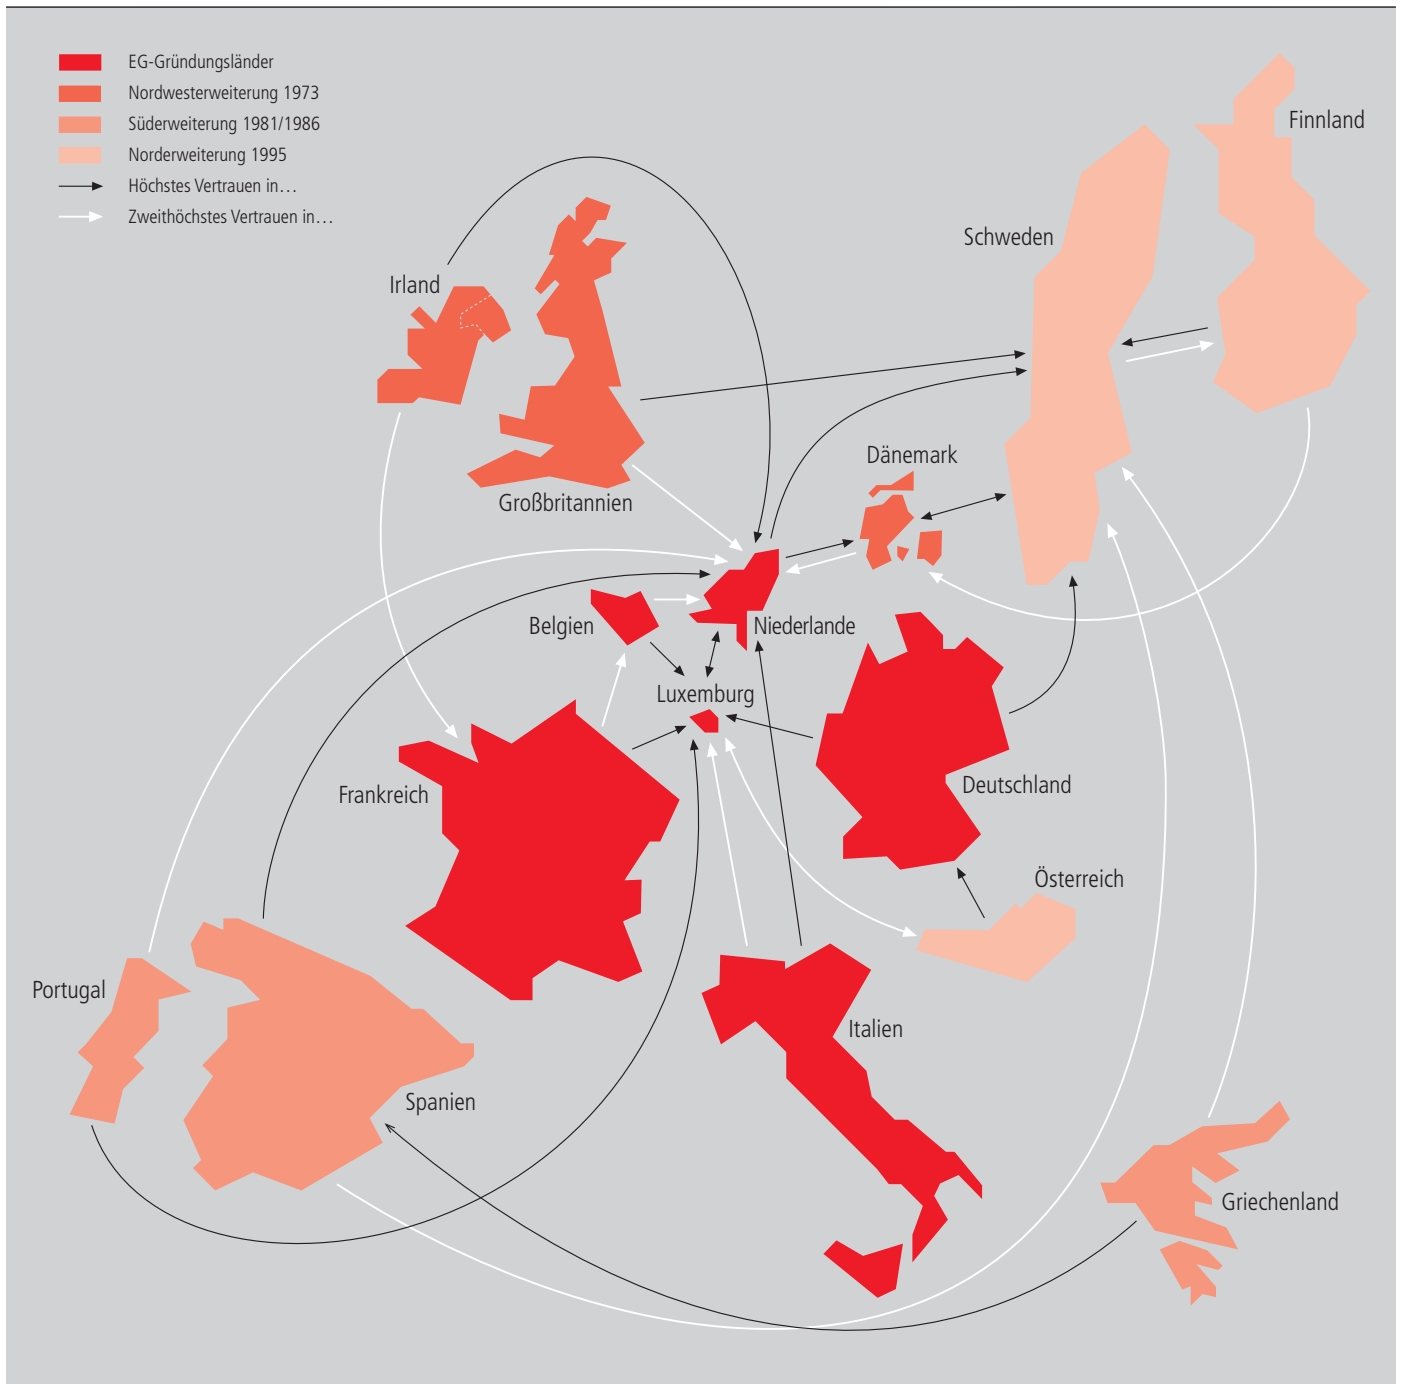 EG-Gründungsländer
Nordwesterweiterung 1973
Süderweiterung 1981/1986
Norderweiterung 1995
Höchstes Vertrauen in…
Zweithöchstes Vertrauen in…
Finnland
Schweden
Irland
Dänemark
Großbritannien
Belgien
Niederlande
Luxemburg
Frankreich
Deutschland
Österreich
Portugal
Italien
Spanien
Griechenland